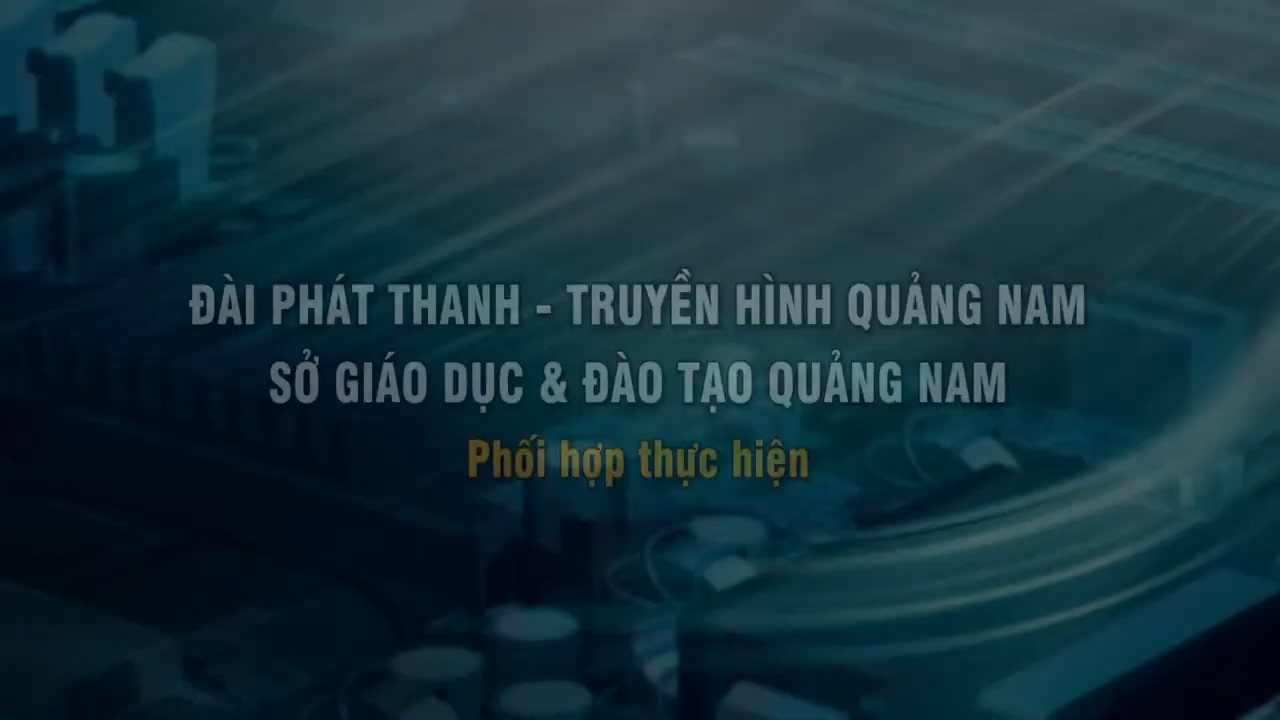 ĐÀI PHÁT THANH - TRUYỀN HÌNH QUẢNG NAM
SỞ GIÁO DỤC & ĐÀO TẠO QUẢNG NAM
Phối hợp thực hiện